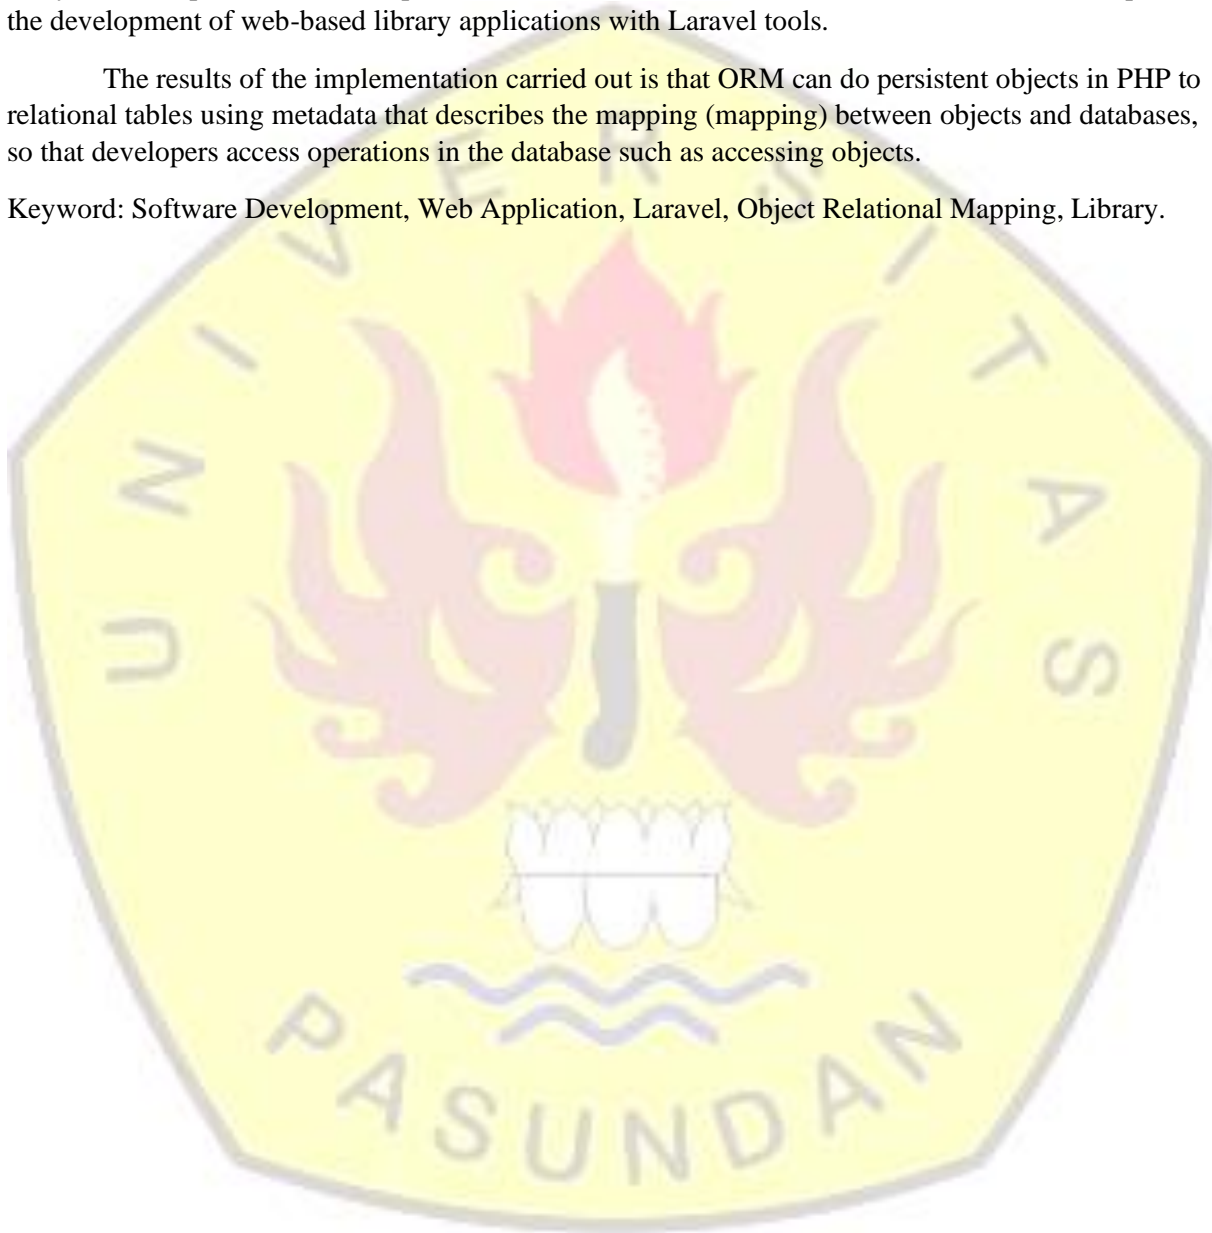 the development of web-based library applications with Laravel tools.
The results of the implementation carried out is that ORM can do persistent objects in PHP to
relational tables using metadata that describes the mapping (mapping) between objects and databases,
so that developers access operations in the database such as accessing objects.
Keyword: Software Development, Web Application, Laravel, Object Relational Mapping, Library.
UNIVERSITAS
PASUNDAN